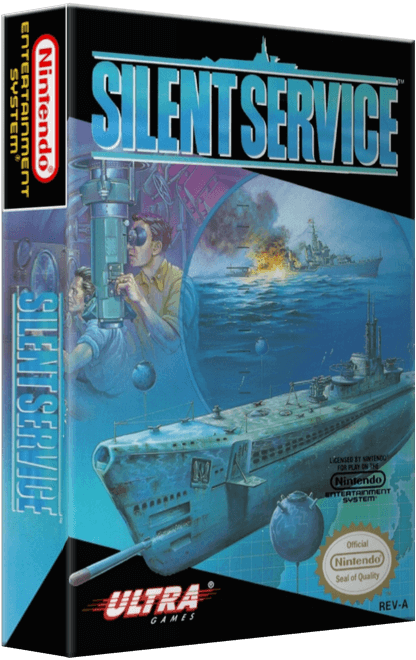 Nintendo
ENTERTAINMENT
SYSTEM®
SILENT SERVICE
SILENT SERVICE™
LICENSED BY NINTENDO
FOR PLAY ON THE
Nintendo
ENTERTAINMENT
SYSTEM
Official
Nintendo
Seal of Quality
ULTRA®
GAMES
REV-A